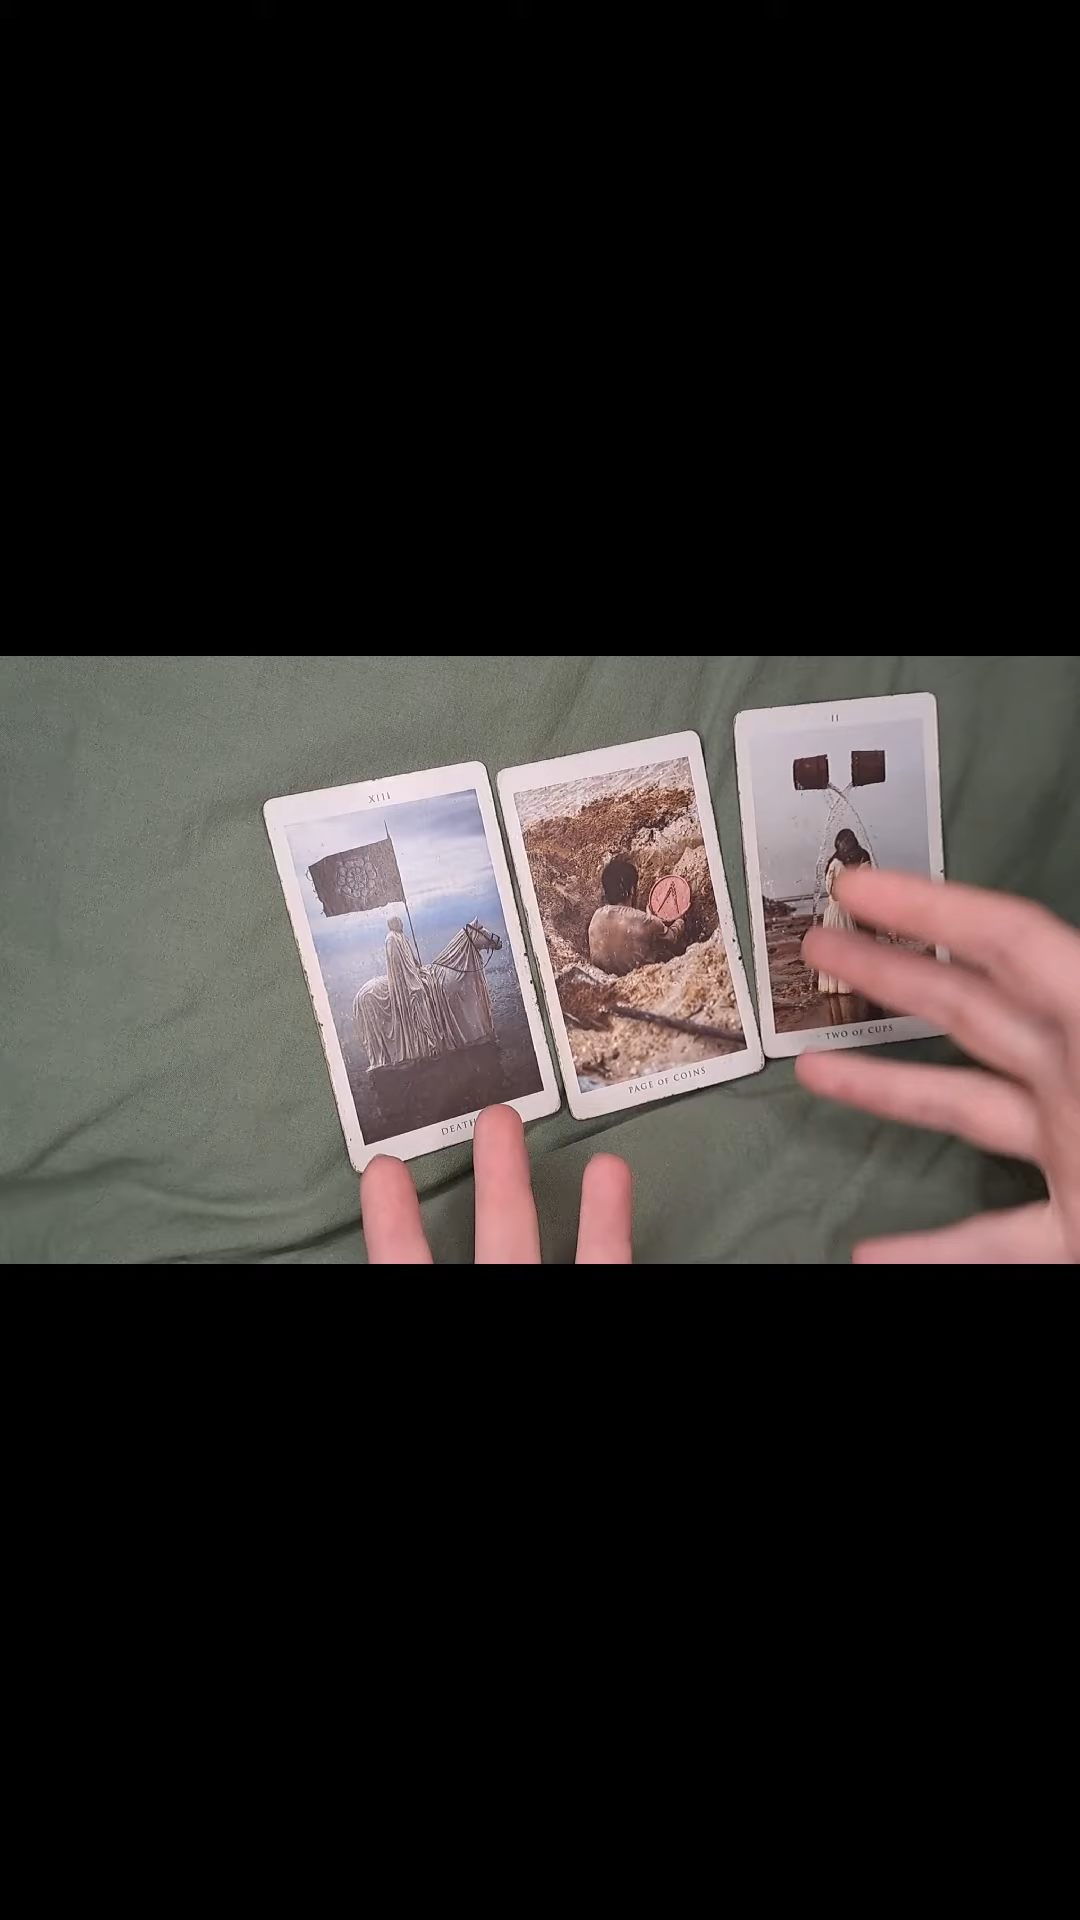 XIII
DEATH
PAGE OF COINS
II
TWO OF CUPS